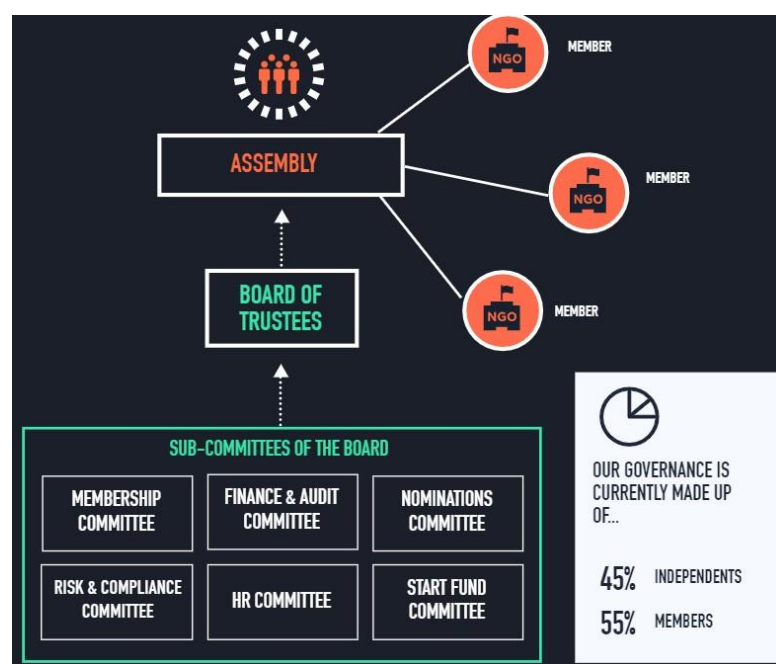 NGO
MEMBER
ASSEMBLY
NGO
MEMBER
BOARD OF
TRUSTEES
NGO
MEMBER
SUB-COMMITTEES OF THE BOARD
MEMBERSHIP
COMMITTEE
FINANCE & AUDIT
COMMITTEE
NOMINATIONS
COMMITTEE
RISK & COMPLIANCE
COMMITTEE
HR COMMITTEE
START FUND
COMMITTEE
OUR GOVERNANCE IS
CURRENTLY MADE UP
OF...
45% INDEPENDENTS
55% MEMBERS